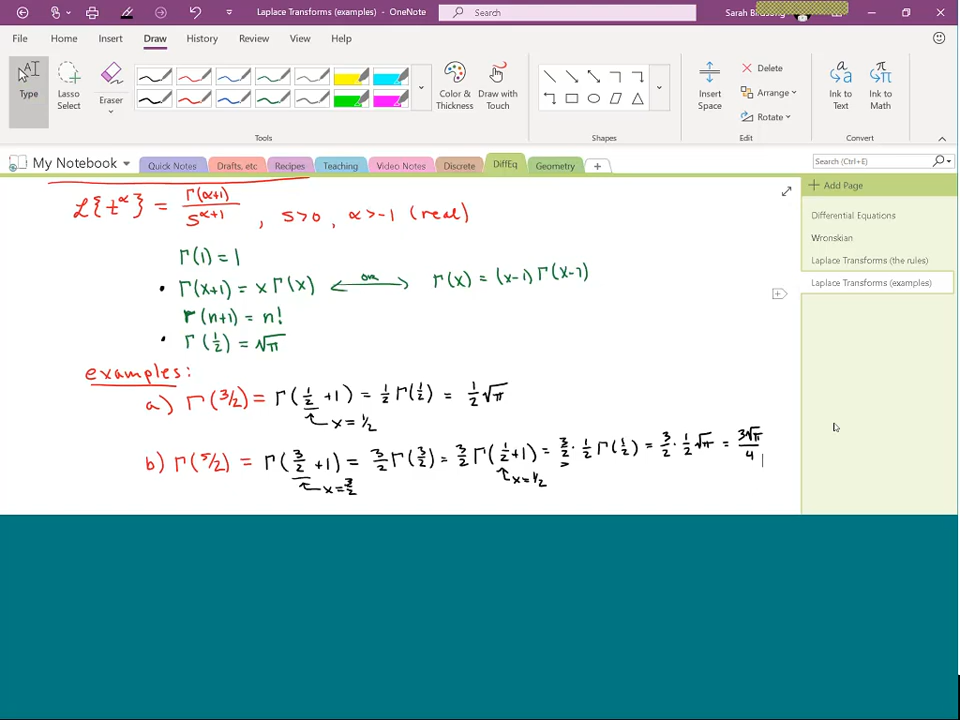 Laplace Transforms (examples) - OneNote
Search
Sarah
File Home Insert Draw History Review View Help
Type
Lasso Select
Eraser
Color & Thickness
Draw with Touch
Insert Space
Delete
Arrange
Rotate
Ink to Text
Ink to Math
Tools
Shapes
Edit
Convert
My Notebook
Quick Notes Drafts, etc Recipes Teaching Video Notes Discrete DiffEq Geometry
Search (Ctrl+E)
Add Page
Differential Equations
Wronskian
Laplace Transforms (the rules)
Laplace Transforms (examples)
ℒ{t^α} = Γ(α+1)/s^(α+1) , s>0 , α>-1 (real)
Γ(1) = 1
• Γ(x+1) = x Γ(x) ⟷ Γ(x) = (x-1) Γ(x-1)
Γ(n+1) = n!
• Γ(1/2) = √π
examples:
a) Γ(3/2) = Γ(1/2 +1) = 1/2 Γ(1/2) = 1/2 √π
x = 1/2
b) Γ(5/2) = Γ(3/2 +1) = 3/2 Γ(3/2) = 3/2 Γ(1/2 +1) = 3/2 · 1/2 Γ(1/2) = 3/2 · 1/2 √π = 3√π/4
x = 3/2 x = 1/2